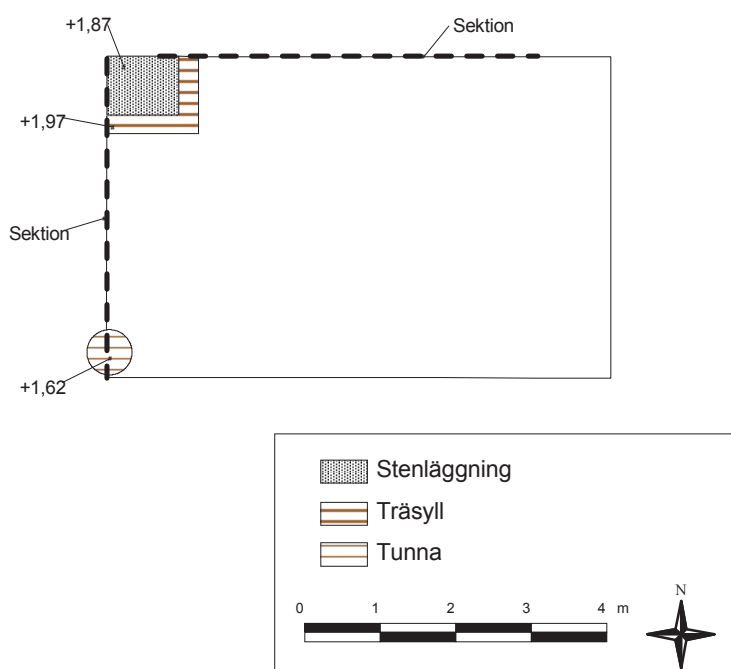 +1,87
Sektion
+1,97
Sektion
+1,62
Stenläggning
Träsyll
Tunna
0 1 2 3 4 m
N